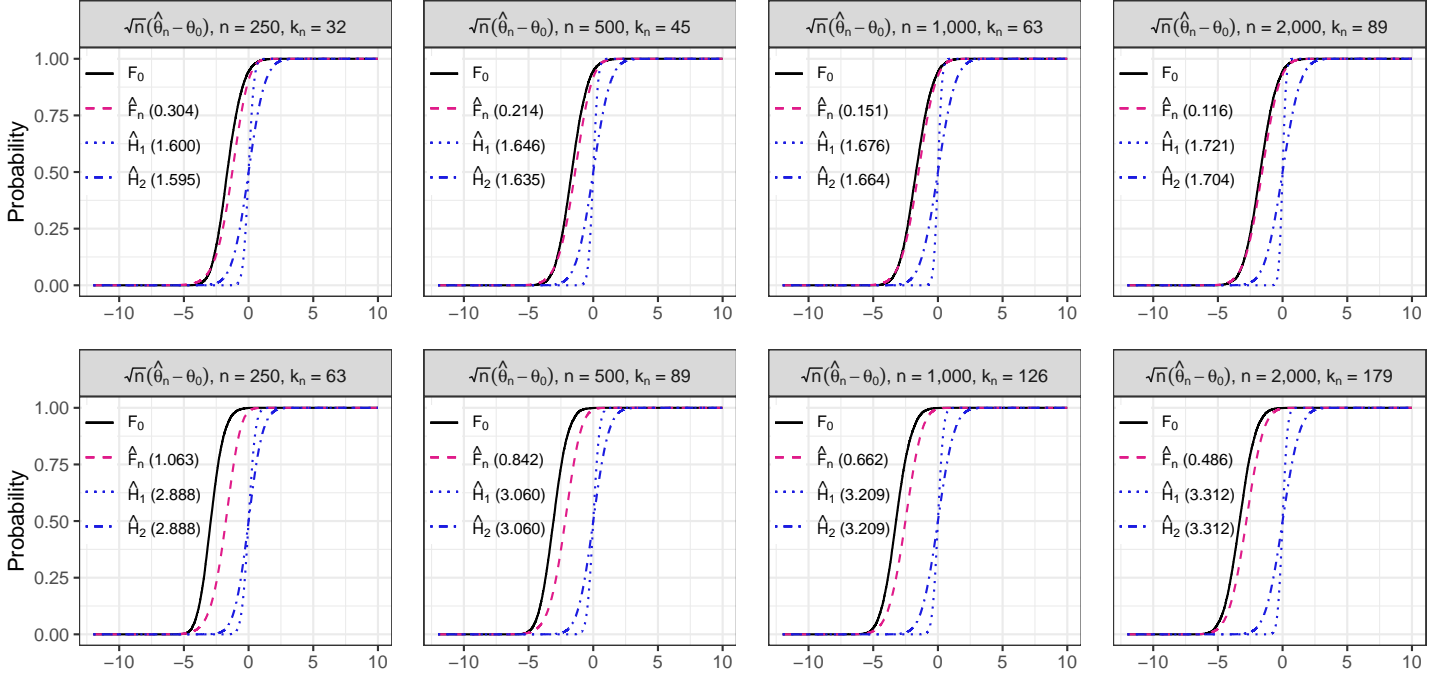 √n(θ̂ₙ − θ₀), n = 250, kₙ = 32
√n(θ̂ₙ − θ₀), n = 500, kₙ = 45
√n(θ̂ₙ − θ₀), n = 1,000, kₙ = 63
√n(θ̂ₙ − θ₀), n = 2,000, kₙ = 89
Probability
1.00
0.75
0.50
0.25
0.00
F₀
F̂ₙ (0.304)
Ĥ₁ (1.600)
Ĥ₂ (1.595)
−10 −5 0 5 10
F₀
F̂ₙ (0.214)
Ĥ₁ (1.646)
Ĥ₂ (1.635)
−10 −5 0 5 10
F₀
F̂ₙ (0.151)
Ĥ₁ (1.676)
Ĥ₂ (1.664)
−10 −5 0 5 10
F₀
F̂ₙ (0.116)
Ĥ₁ (1.721)
Ĥ₂ (1.704)
−10 −5 0 5 10
√n(θ̂ₙ − θ₀), n = 250, kₙ = 63
√n(θ̂ₙ − θ₀), n = 500, kₙ = 89
√n(θ̂ₙ − θ₀), n = 1,000, kₙ = 126
√n(θ̂ₙ − θ₀), n = 2,000, kₙ = 179
Probability
1.00
0.75
0.50
0.25
0.00
F₀
F̂ₙ (1.063)
Ĥ₁ (2.888)
Ĥ₂ (2.888)
−10 −5 0 5 10
F₀
F̂ₙ (0.842)
Ĥ₁ (3.060)
Ĥ₂ (3.060)
−10 −5 0 5 10
F₀
F̂ₙ (0.662)
Ĥ₁ (3.209)
Ĥ₂ (3.209)
−10 −5 0 5 10
F₀
F̂ₙ (0.486)
Ĥ₁ (3.312)
Ĥ₂ (3.312)
−10 −5 0 5 10